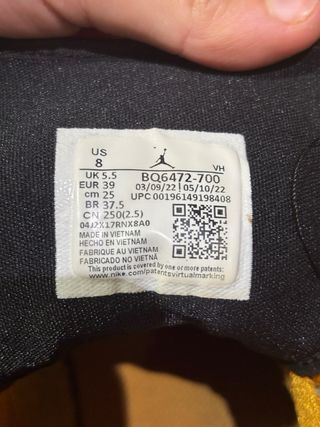 US
8
VH
UK 5.5
EUR 39
cm 25
BR 37.5
CN 250(2.5)
BQ6472-700
03/09/22 | 05/10/22
UPC 00196149198408
04J2X17RNX8A0
MADE IN VIETNAM
HECHO EN VIETNAM
FABRIQUE AU VIETNAM
FABRICADO NO VIETNÃ
This product is covered by one or more patents:
www.nike.com/patentsvirtualmarking